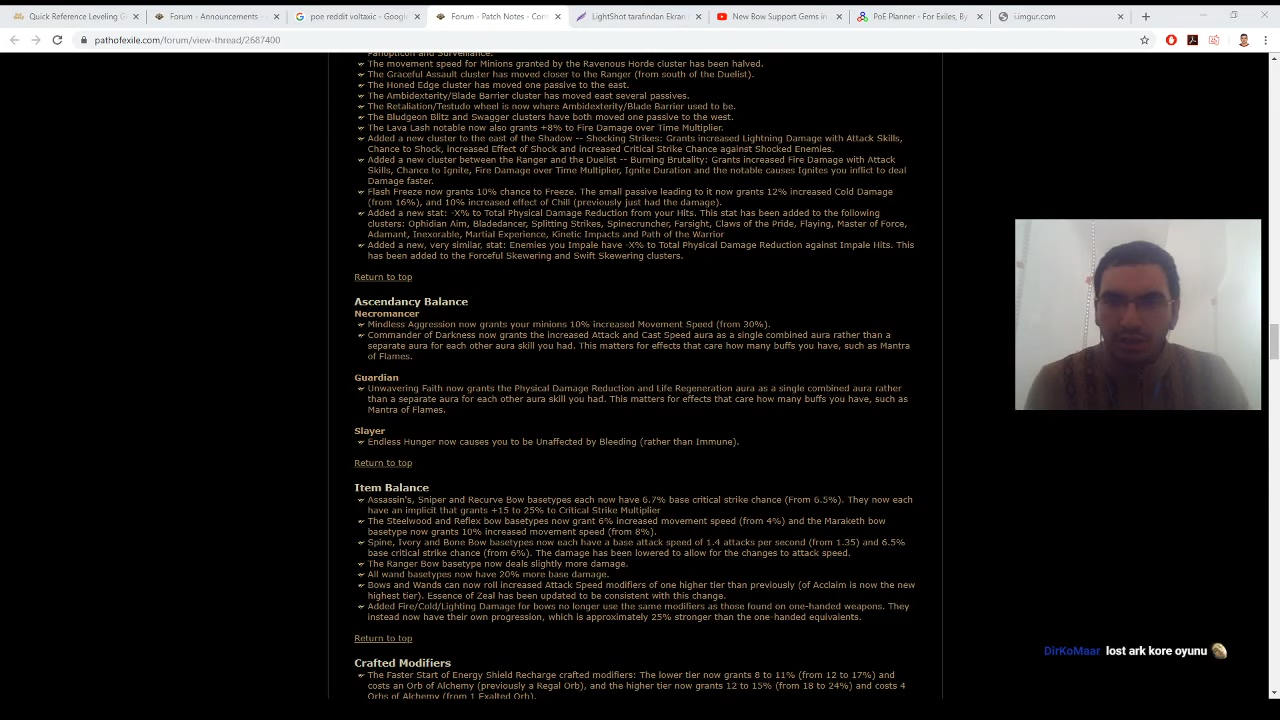 Quick Reference Leveling G
Forum - Announcements -
poe reddit voltaxic - Google
Forum - Patch Notes - Con
LightShot tarafından Ekran
New Bow Support Gems in
PoE Planner - For Exiles, By
i.imgur.com
pathofexile.com/forum/view-thread/2687400
Panopticon and Surveillance.
The movement speed for Minions granted by the Ravenous Horde cluster has been halved.
The Graceful Assault cluster has moved closer to the Ranger (from south of the Duelist).
The Honed Edge cluster has moved one passive to the east.
The Ambidexterity/Blade Barrier cluster has moved east several passives.
The Retaliation/Testudo wheel is now where Ambidexterity/Blade Barrier used to be.
The Bludgeon Blitz and Swagger clusters have both moved one passive to the west.
The Lava Lash notable now also grants +8% to Fire Damage over Time Multiplier.
Added a new cluster to the east of the Shadow -- Shocking Strikes: Grants increased Lightning Damage with Attack Skills,
Chance to Shock, increased Effect of Shock and increased Critical Strike Chance against Shocked Enemies.
Added a new cluster between the Ranger and the Duelist -- Burning Brutality: Grants increased Fire Damage with Attack
Skills, Chance to Ignite, Fire Damage over Time Multiplier, Ignite Duration and the notable causes Ignites you inflict to deal
Damage faster.
Flash Freeze now grants 10% chance to Freeze. The small passive leading to it now grants 12% increased Cold Damage
(from 16%), and 10% increased effect of Chill (previously just had the damage).
Added a new stat: -X% to Total Physical Damage Reduction from your Hits. This stat has been added to the following
clusters: Ophidian Aim, Bladedancer, Splitting Strikes, Spinecruncher, Farsight, Claws of the Pride, Flaying, Master of Force,
Adamant, Inexorable, Martial Experience, Kinetic Impacts and Path of the Warrior
Added a new, very similar, stat: Enemies you Impale have -X% to Total Physical Damage Reduction against Impale Hits. This
has been added to the Forceful Skewering and Swift Skewering clusters.
Return to top
Ascendancy Balance
Necromancer
Mindless Aggression now grants your minions 10% increased Movement Speed (from 30%).
Commander of Darkness now grants the increased Attack and Cast Speed aura as a single combined aura rather than a
separate aura for each other aura skill you had. This matters for effects that care how many buffs you have, such as Mantra
of Flames.
Guardian
Unwavering Faith now grants the Physical Damage Reduction and Life Regeneration aura as a single combined aura rather
than a separate aura for each other aura skill you had. This matters for effects that care how many buffs you have, such as
Mantra of Flames.
Slayer
Endless Hunger now causes you to be Unaffected by Bleeding (rather than Immune).
Return to top
Item Balance
Assassin's, Sniper and Recurve Bow basetypes each now have 6.7% base critical strike chance (From 6.5%). They now each
have an implicit that grants +15 to 25% to Critical Strike Multiplier
The Steelwood and Reflex bow basetypes now grant 6% increased movement speed (from 4%) and the Maraketh bow
basetype now grants 10% increased movement speed (from 8%).
Spine, Ivory and Bone Bow basetypes now each have a base attack speed of 1.4 attacks per second (from 1.35) and 6.5%
base critical strike chance (from 6%). The damage has been lowered to allow for the changes to attack speed.
The Ranger Bow basetype now deals slightly more damage.
All wand basetypes now have 20% more base damage.
Bows and Wands can now roll increased Attack Speed modifiers of one higher tier than previously (of Acclaim is now the new
highest tier). Essence of Zeal has been updated to be consistent with this change.
Added Fire/Cold/Lighting Damage for bows no longer use the same modifiers as those found on one-handed weapons. They
instead now have their own progression, which is approximately 25% stronger than the one-handed equivalents.
Return to top
DirKoMaar lost ark kore oyunu
Crafted Modifiers
The Faster Start of Energy Shield Recharge crafted modifiers: The lower tier now grants 8 to 11% (from 12 to 17%) and
costs an Orb of Alchemy (previously a Regal Orb), and the higher tier now grants 12 to 15% (from 18 to 24%) and costs 4
Orbs of Alchemy (from 1 Exalted Orb).